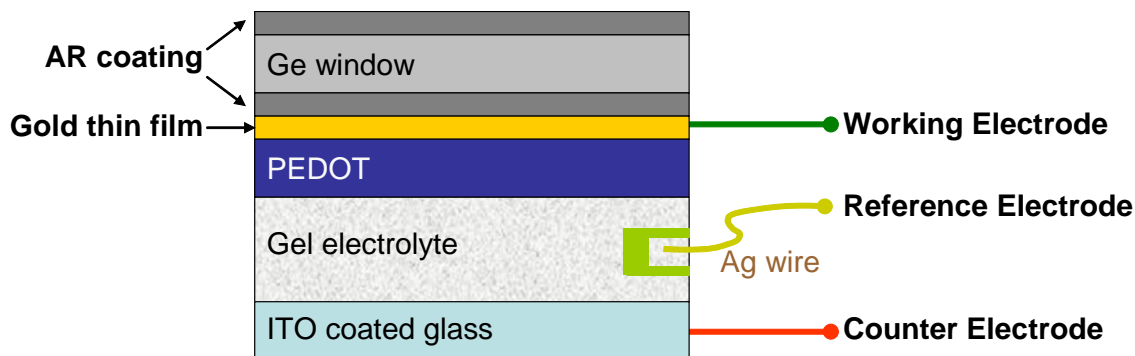 AR coating
Ge window
Gold thin film
Working Electrode
PEDOT
Reference Electrode
Gel electrolyte
Ag wire
ITO coated glass
Counter Electrode